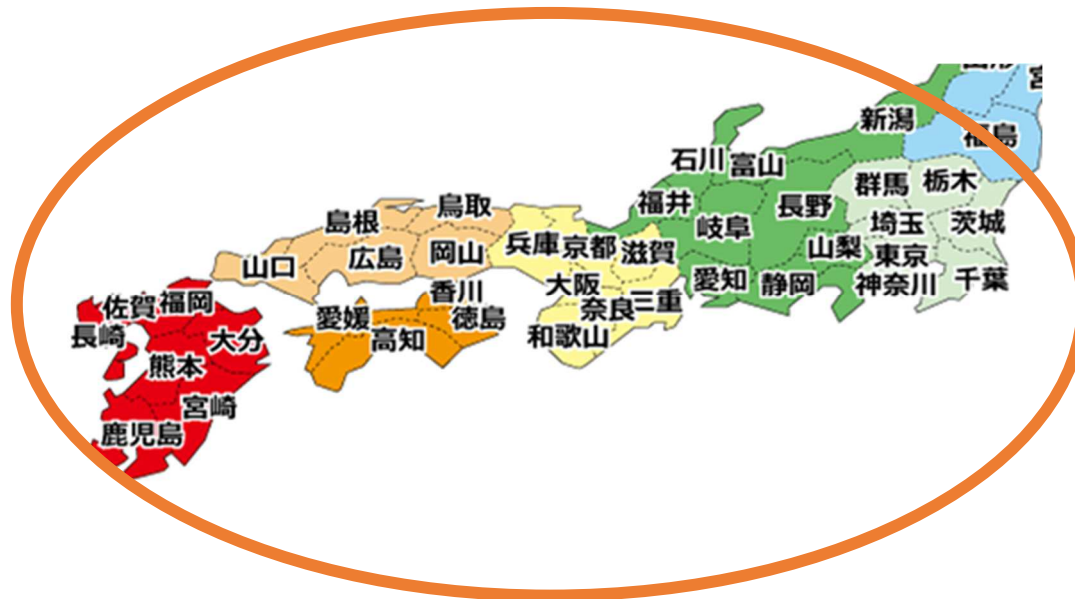 新潟
福島
石川
富山
群馬
栃木
福井
長野
鳥取
島根
岐阜
埼玉
茨城
兵庫
京都
滋賀
山梨
東京
広島
岡山
山口
大阪
愛知
静岡
神奈川
千葉
香川
奈良
三重
佐賀
福岡
愛媛
徳島
和歌山
長崎
大分
高知
熊本
宮崎
鹿児島